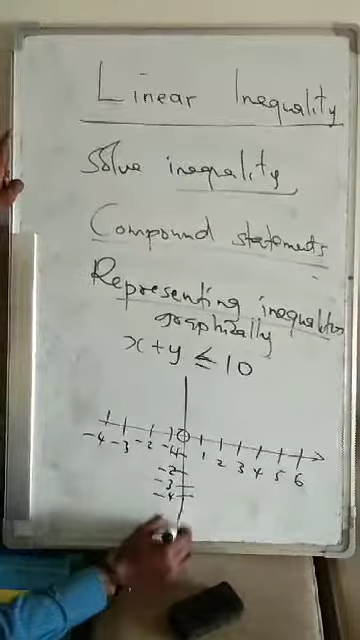 Linear Inequality
Solve inequality
Compound statements
Representing inequalities
graphically
x + y ≤ 10
-4 -3 -2 -1 0 1 2 3 4 5 6
-2
-3
-4